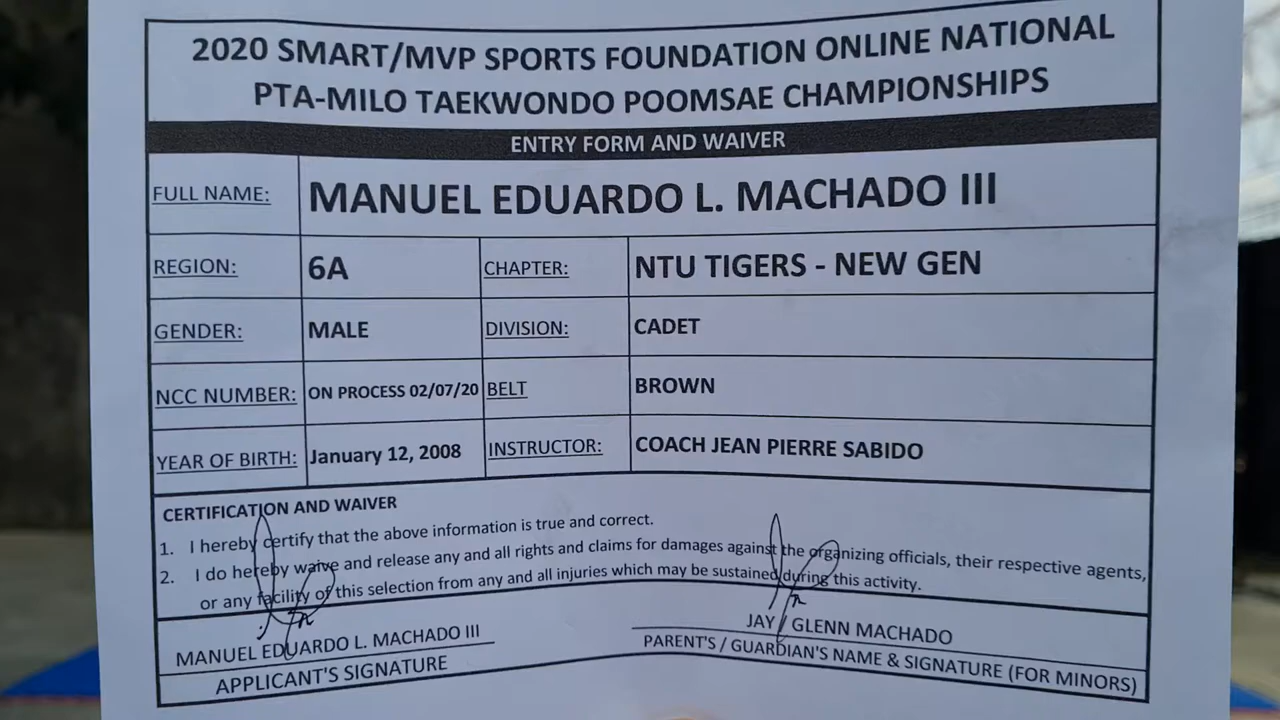 2020 SMART/MVP SPORTS FOUNDATION ONLINE NATIONAL
PTA-MILO TAEKWONDO POOMSAE CHAMPIONSHIPS
ENTRY FORM AND WAIVER
FULL NAME: MANUEL EDUARDO L. MACHADO III
REGION: 6A CHAPTER: NTU TIGERS - NEW GEN
GENDER: MALE DIVISION: CADET
NCC NUMBER: ON PROCESS 02/07/20 BELT BROWN
YEAR OF BIRTH: January 12, 2008 INSTRUCTOR: COACH JEAN PIERRE SABIDO
CERTIFICATION AND WAIVER
1. I hereby certify that the above information is true and correct.
2. I do hereby waive and release any and all rights and claims for damages against the organizing officials, their respective agents,
or any facility of this selection from any and all injuries which may be sustained during this activity.
MANUEL EDUARDO L. MACHADO III
APPLICANT'S SIGNATURE
JAY / GLENN MACHADO
PARENT'S / GUARDIAN'S NAME & SIGNATURE (FOR MINORS)